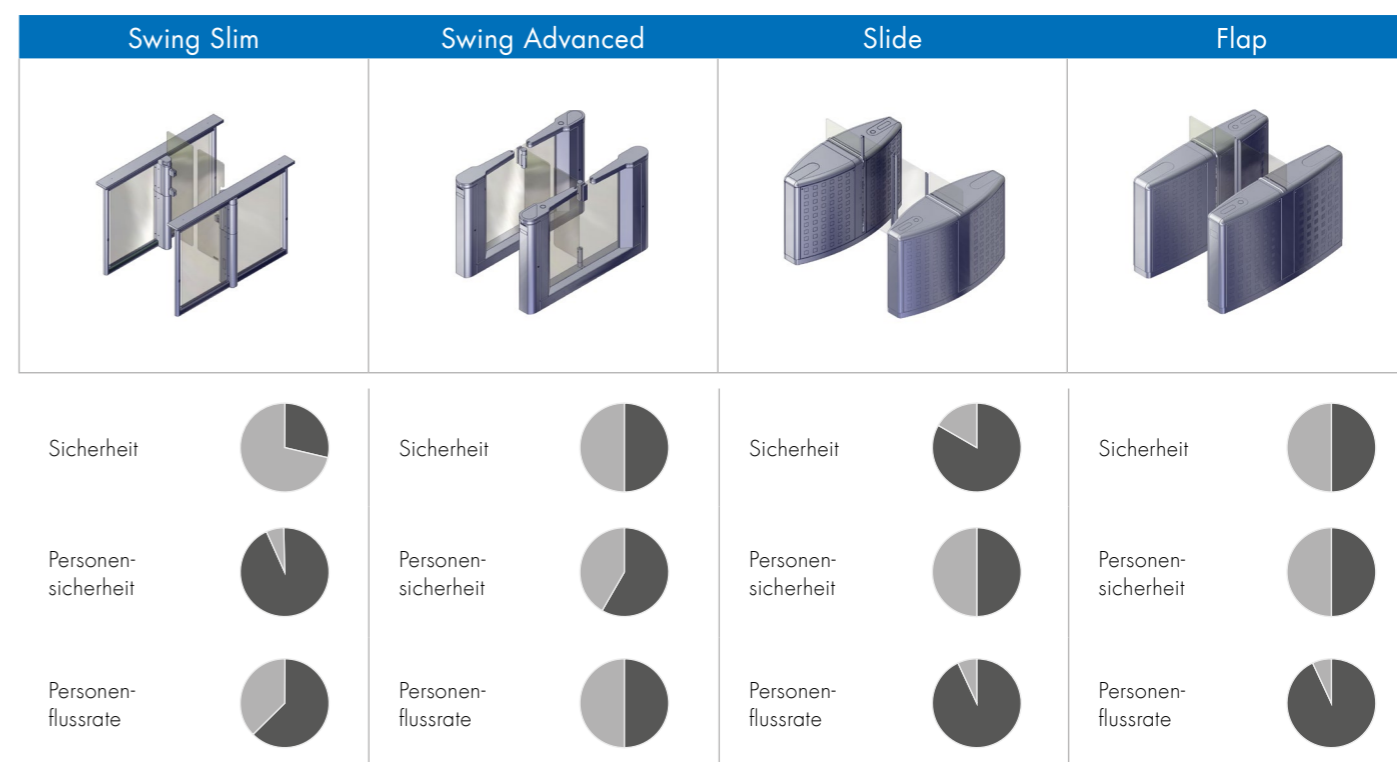 Swing Slim
Swing Advanced
Slide
Flap
Sicherheit
Sicherheit
Sicherheit
Sicherheit
Personen-
sicherheit
Personen-
sicherheit
Personen-
sicherheit
Personen-
sicherheit
Personen-
flussrate
Personen-
flussrate
Personen-
flussrate
Personen-
flussrate